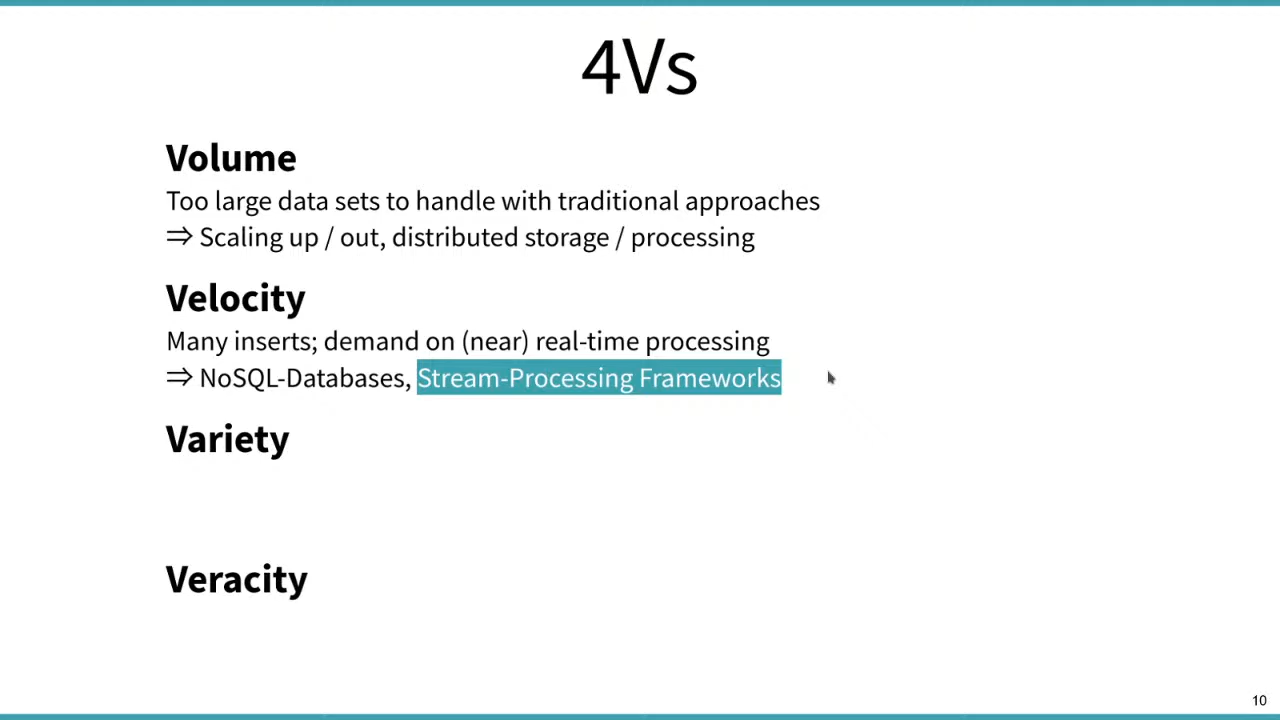 4Vs
Volume
Too large data sets to handle with traditional approaches
⇒ Scaling up / out, distributed storage / processing
Velocity
Many inserts; demand on (near) real-time processing
⇒ NoSQL-Databases, Stream-Processing Frameworks
Variety
Veracity
10